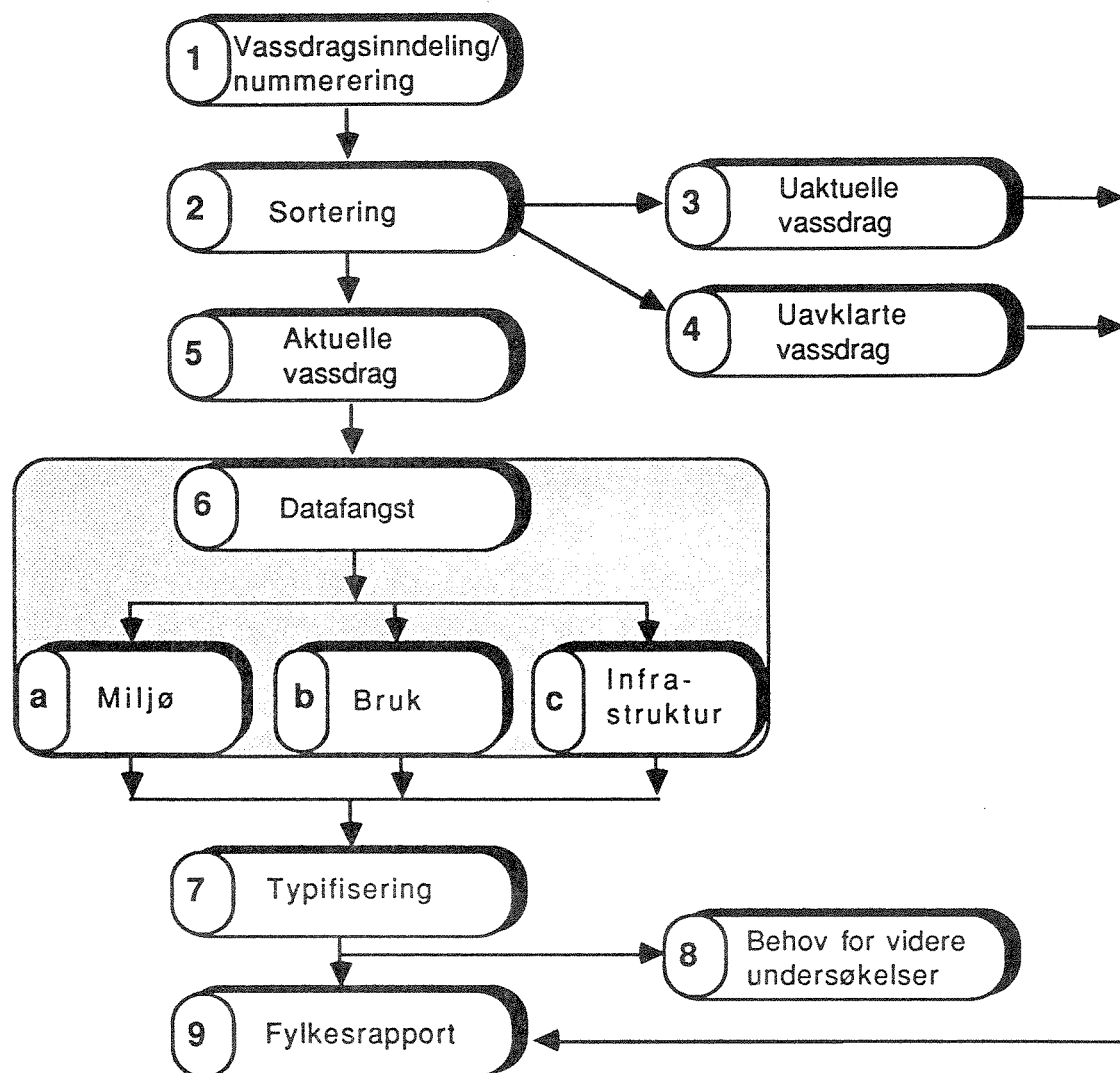 1
Vassdragsinndeling/
nummerering
2
Sortering
3
Uaktuelle
vassdrag
4
Uavklarte
vassdrag
5
Aktuelle
vassdrag
6
Datafangst
a
Miljø
b
Bruk
c
Infra-
struktur
7
Typifisering
8
Behov for videre
undersøkelser
9
Fylkesrapport